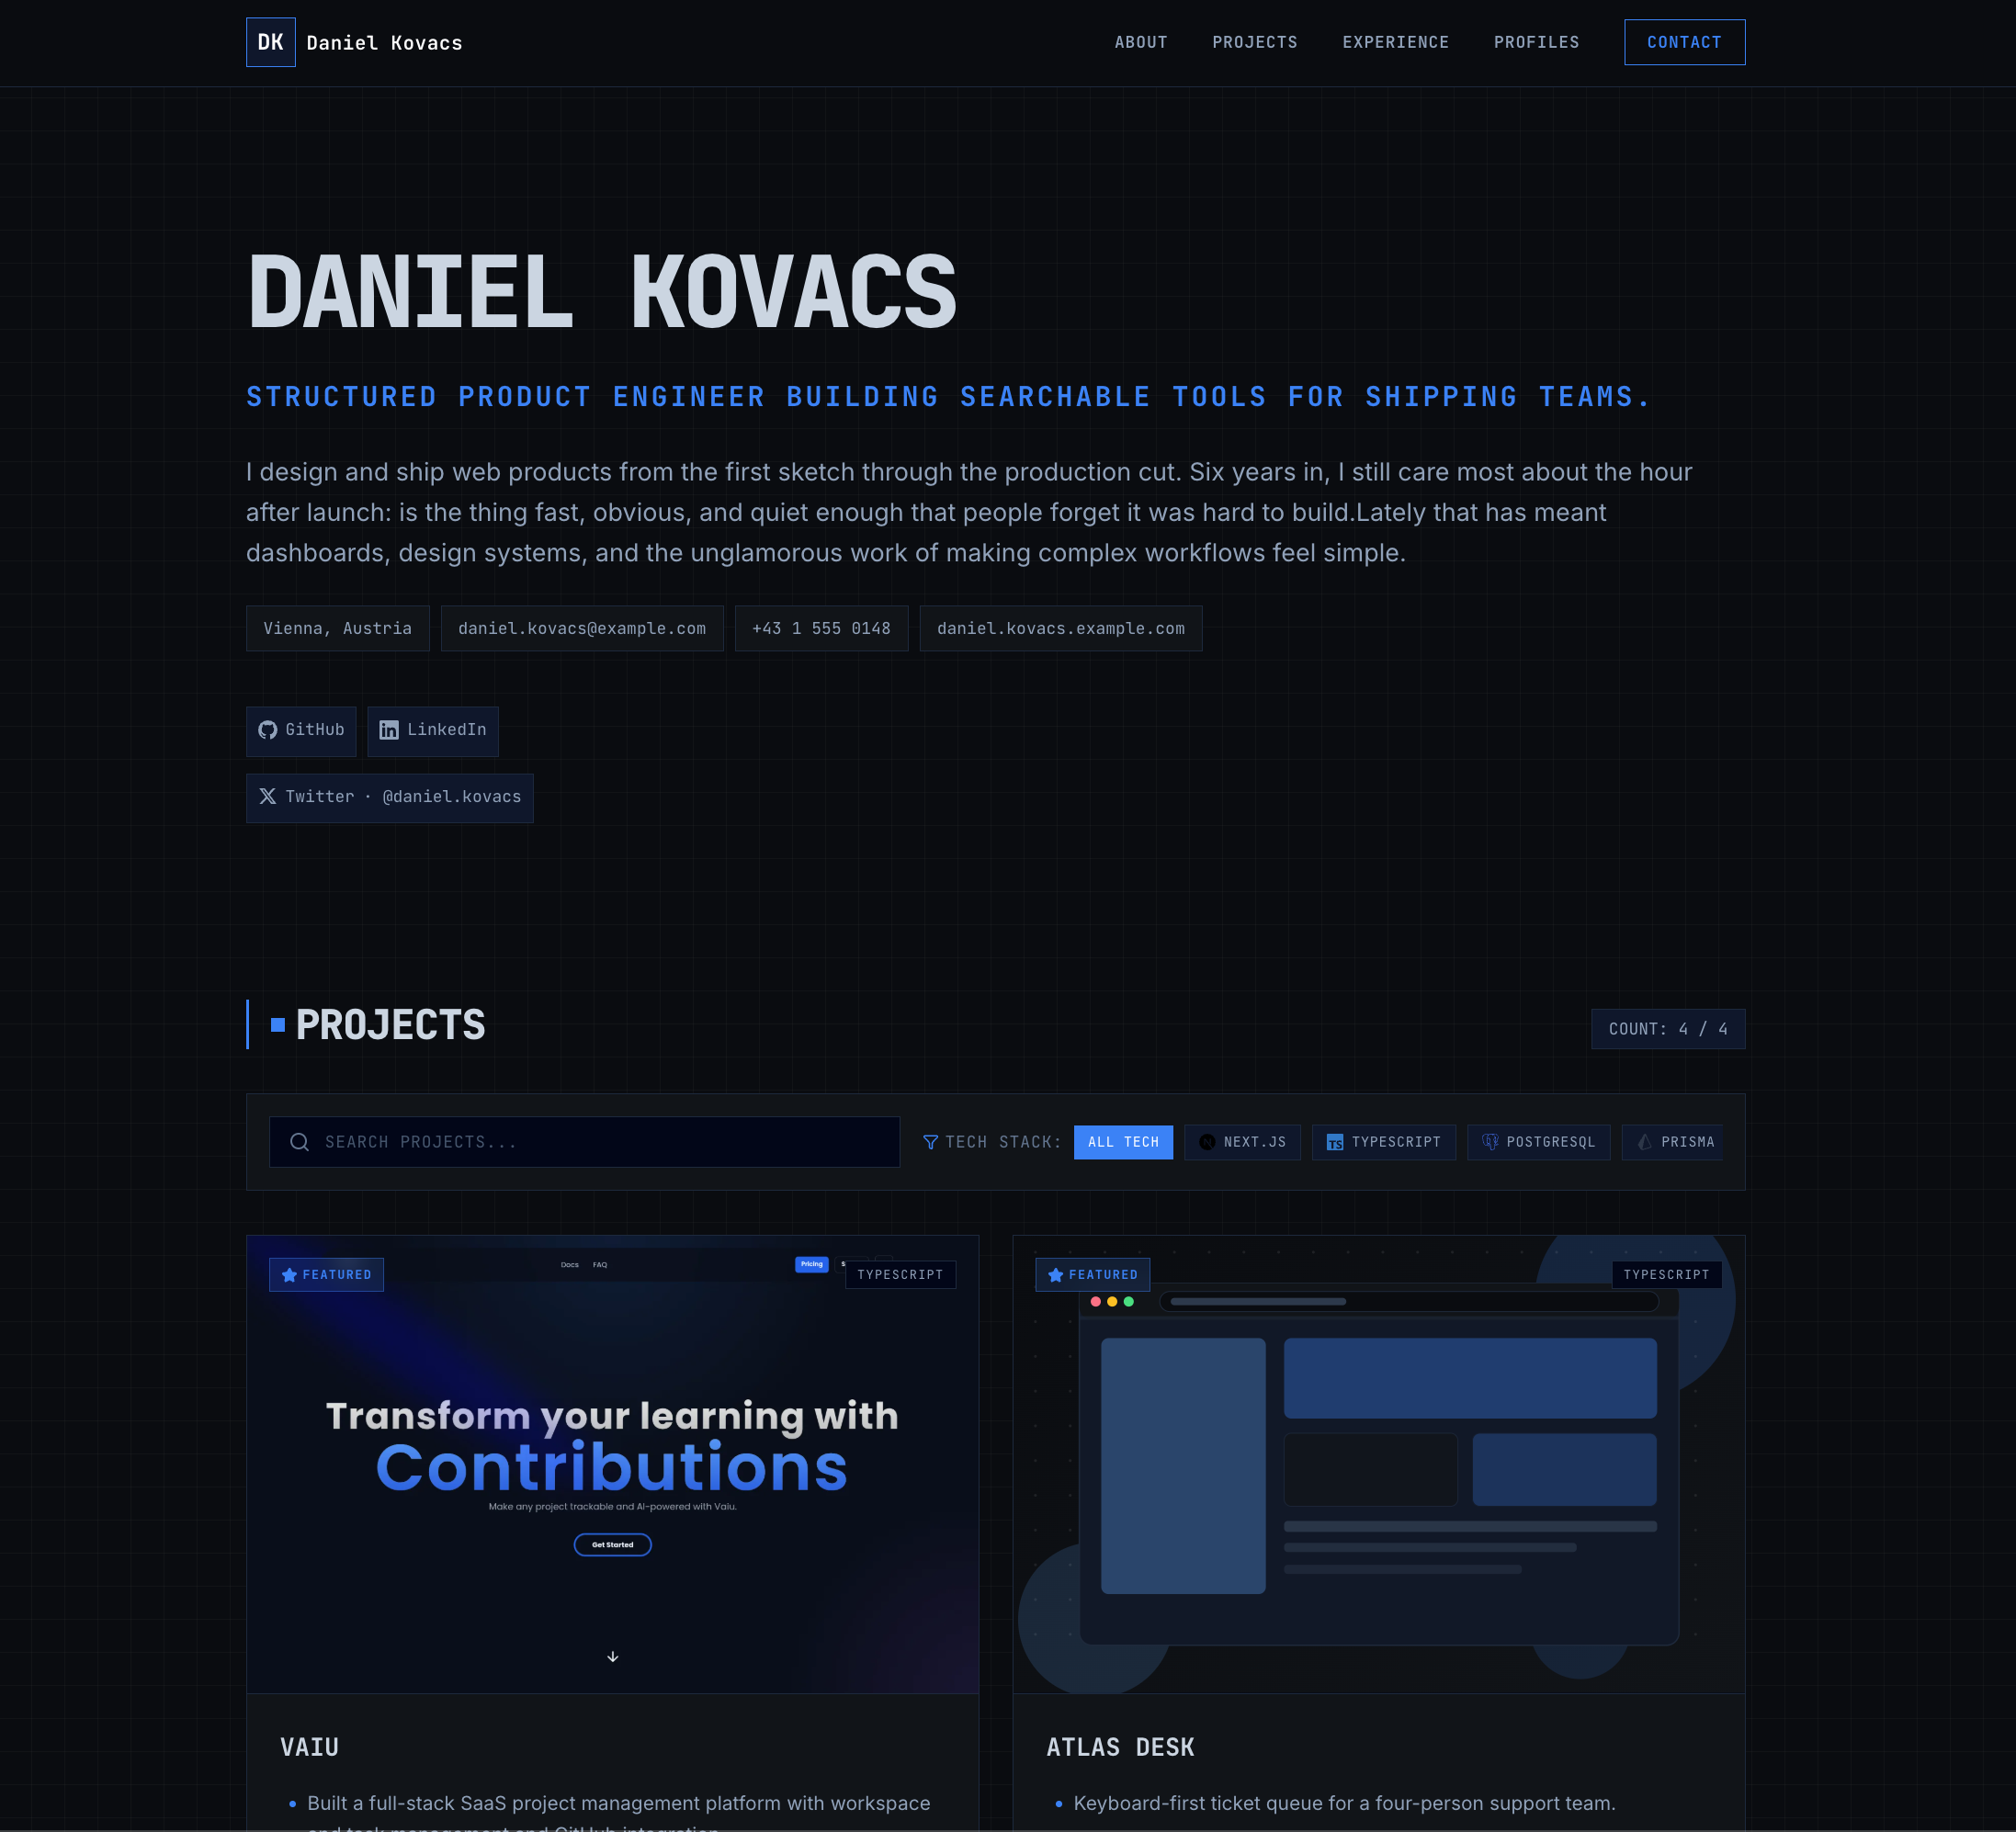 DK Daniel Kovacs
ABOUT PROJECTS EXPERIENCE PROFILES CONTACT
DANIEL KOVACS
STRUCTURED PRODUCT ENGINEER BUILDING SEARCHABLE TOOLS FOR SHIPPING TEAMS.
I design and ship web products from the first sketch through the production cut. Six years in, I still care most about the hour
after launch: is the thing fast, obvious, and quiet enough that people forget it was hard to build.Lately that has meant
dashboards, design systems, and the unglamorous work of making complex workflows feel simple.
Vienna, Austria daniel.kovacs@example.com +43 1 555 0148 daniel.kovacs.example.com
GitHub LinkedIn
Twitter · @daniel.kovacs
PROJECTS
COUNT: 4 / 4
SEARCH PROJECTS...
TECH STACK: ALL TECH NEXT.JS TYPESCRIPT POSTGRESQL PRISMA
FEATURED
Docs FAQ Pricing
TYPESCRIPT
Transform your learning with
Contributions
Make any project trackable and AI-powered with Vaiu.
Get Started
VAIU
Built a full-stack SaaS project management platform with workspace
and task management and GitHub integration
FEATURED
TYPESCRIPT
ATLAS DESK
Keyboard-first ticket queue for a four-person support team.